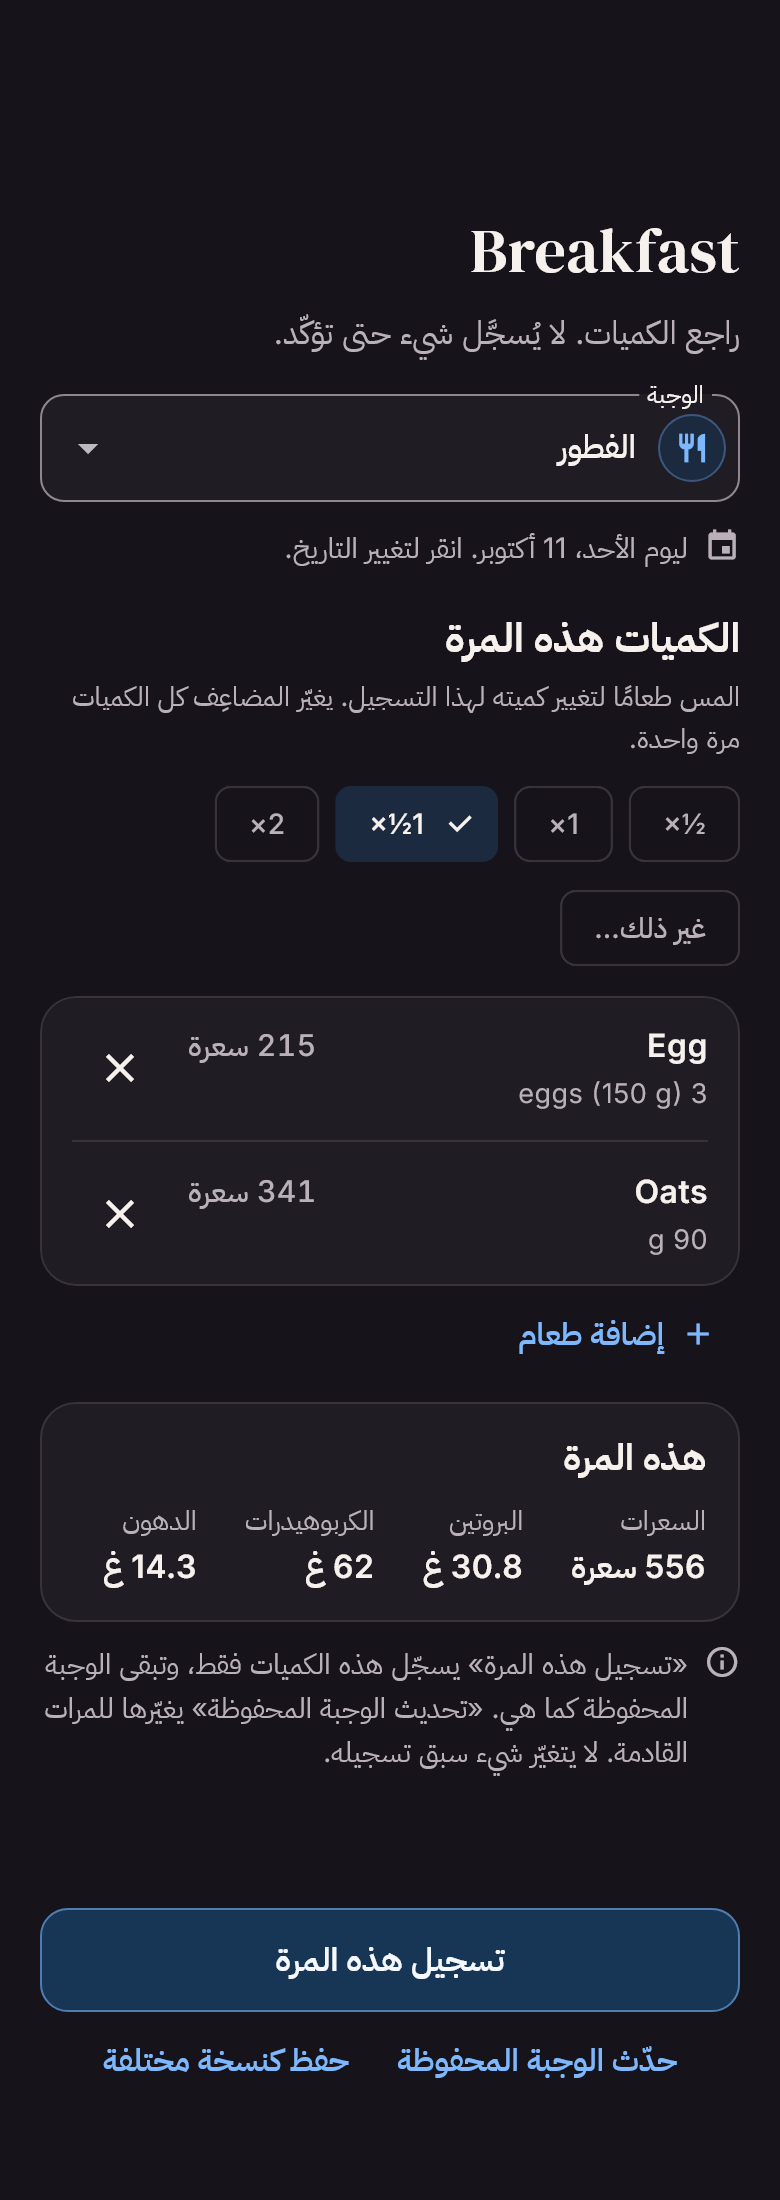 Breakfast
راجع الكميات. لا يُسجَّل شيء حتى تؤكّد.
الوجبة
الفطور
ليوم الأحد، 11 أكتوبر. انقر لتغيير التاريخ.
الكميات هذه المرة
المس طعامًا لتغيير كميته لهذا التسجيل. يغيّر المضاعِف كل الكميات
مرة واحدة.
×½
×1
×1½
×2
غير ذلك...
Egg
215 سعرة
3 eggs (150 g)
Oats
341 سعرة
90 g
إضافة طعام
هذه المرة
السعرات
البروتين
الكربوهيدرات
الدهون
556 سعرة
30.8 غ
62 غ
14.3 غ
«تسجيل هذه المرة» يسجّل هذه الكميات فقط، وتبقى الوجبة
المحفوظة كما هي. «تحديث الوجبة المحفوظة» يغيّرها للمرات
القادمة. لا يتغيّر شيء سبق تسجيله.
تسجيل هذه المرة
حدّث الوجبة المحفوظة
حفظ كنسخة مختلفة